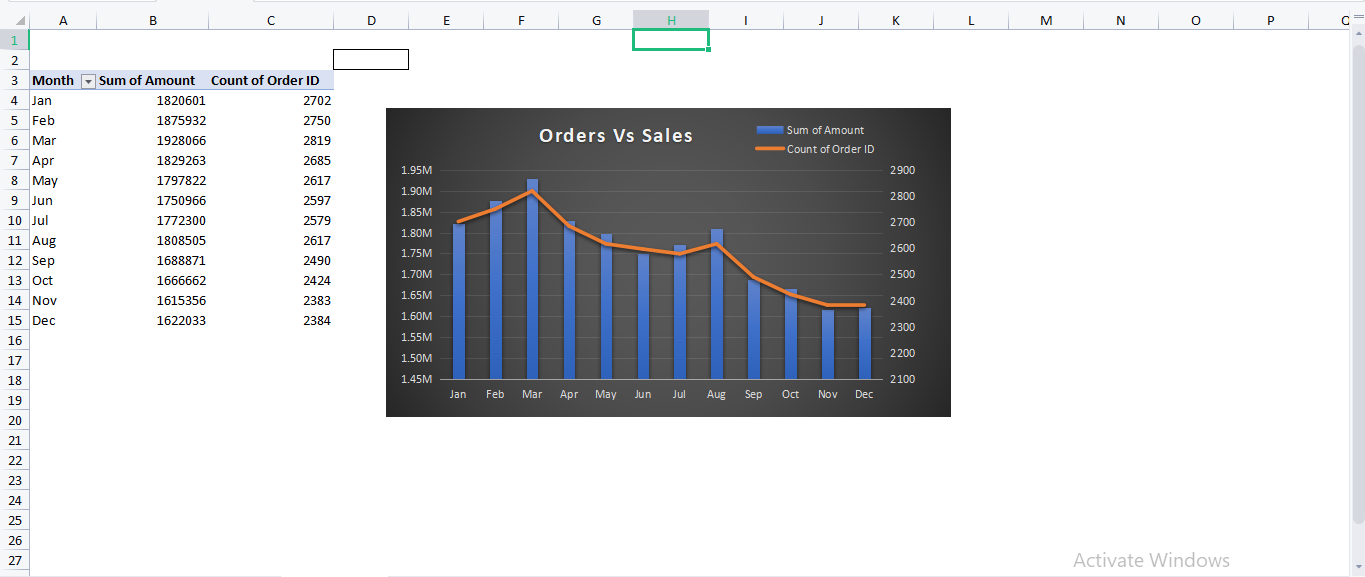 A B C D E F G H I J K L M N O P Q
1
2
3 Month Sum of Amount Count of Order ID
4 Jan 1820601 2702
5 Feb 1875932 2750
6 Mar 1928066 2819
7 Apr 1829263 2685
8 May 1797822 2617
9 Jun 1750966 2597
10 Jul 1772300 2579
11 Aug 1808505 2617
12 Sep 1688871 2490
13 Oct 1666662 2424
14 Nov 1615356 2383
15 Dec 1622033 2384
16
17
18
19
20
21
22
23
24
25
26
27
Orders Vs Sales
Sum of Amount
Count of Order ID
1.95M 2900
1.90M 2800
1.85M 2700
1.80M 2600
1.75M 2500
1.70M 2400
1.65M 2300
1.60M 2200
1.55M 2100
1.50M
1.45M
Jan Feb Mar Apr May Jun Jul Aug Sep Oct Nov Dec
Activate Windows